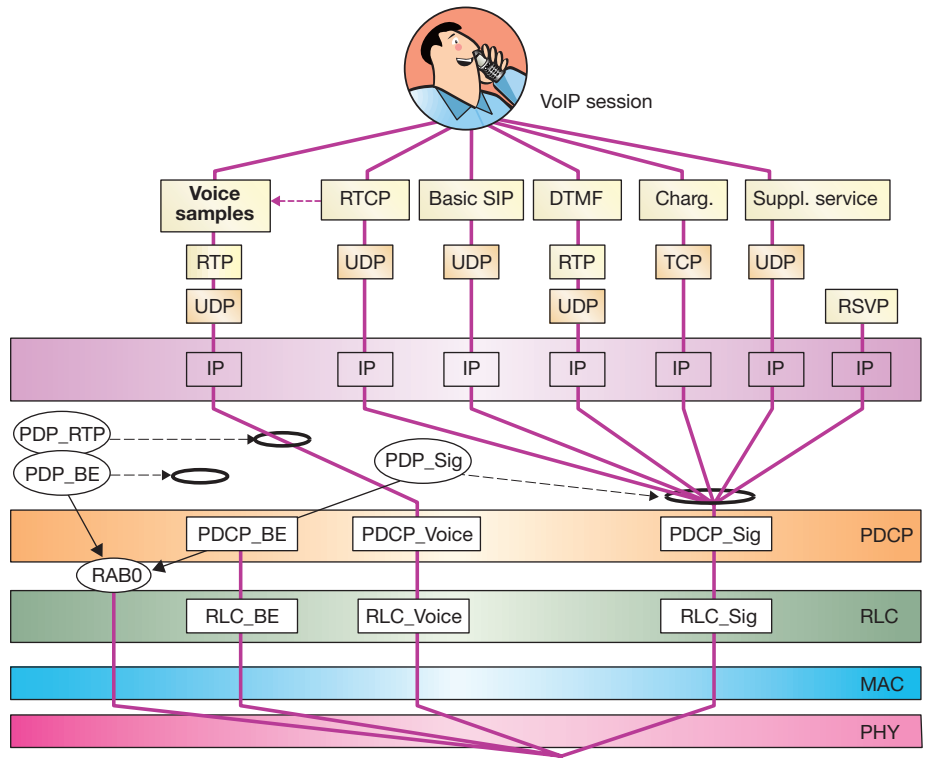 VoIP session
Voice
samples
RTCP
Basic SIP
DTMF
Charg.
Suppl. service
RTP
UDP
UDP
RTP
TCP
UDP
UDP
UDP
RSVP
IP
IP
IP
IP
IP
IP
IP
PDP_RTP
PDP_BE
PDP_Sig
PDCP_BE
PDCP_Voice
PDCP_Sig
PDCP
RAB0
RLC_BE
RLC_Voice
RLC_Sig
RLC
MAC
PHY